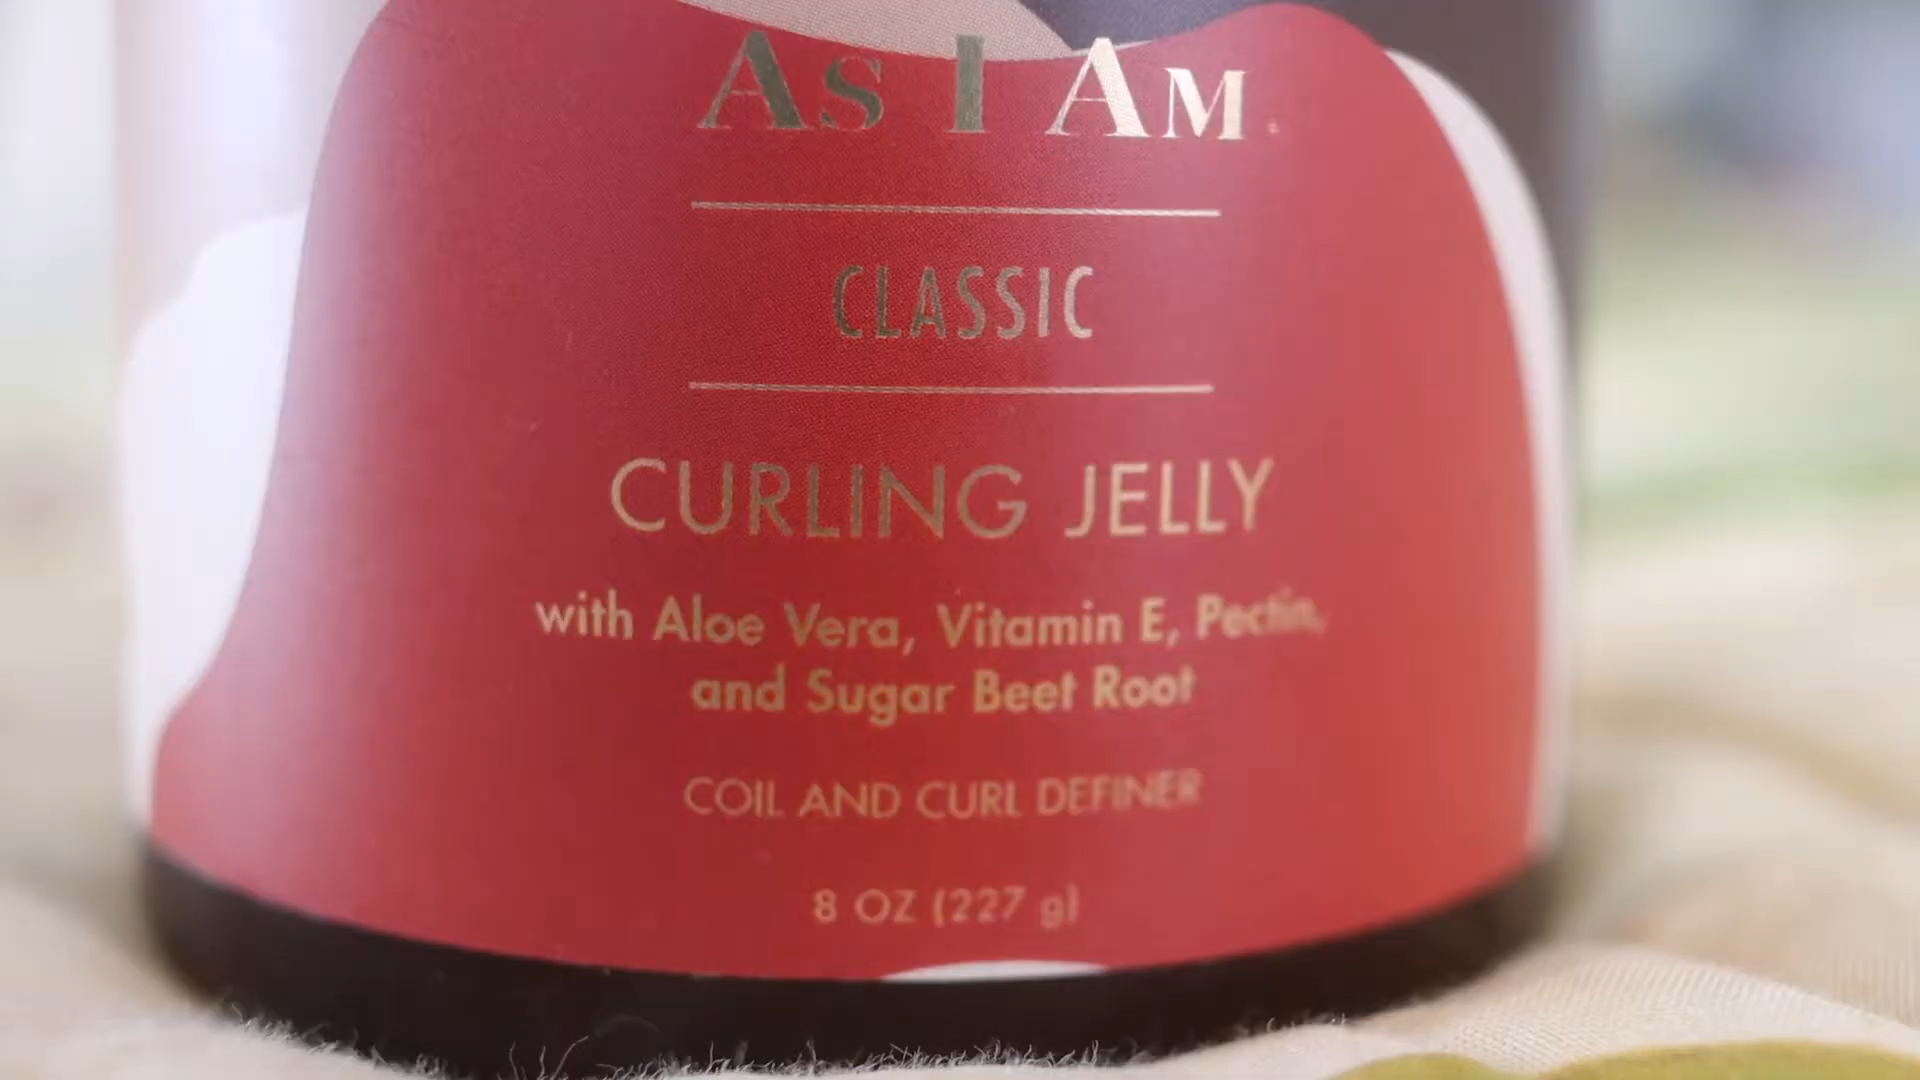 As I Am
CLASSIC
CURLING JELLY
with Aloe Vera, Vitamin E, Pectin,
and Sugar Beet Root
COIL AND CURL DEFINER
8 OZ (227 g)